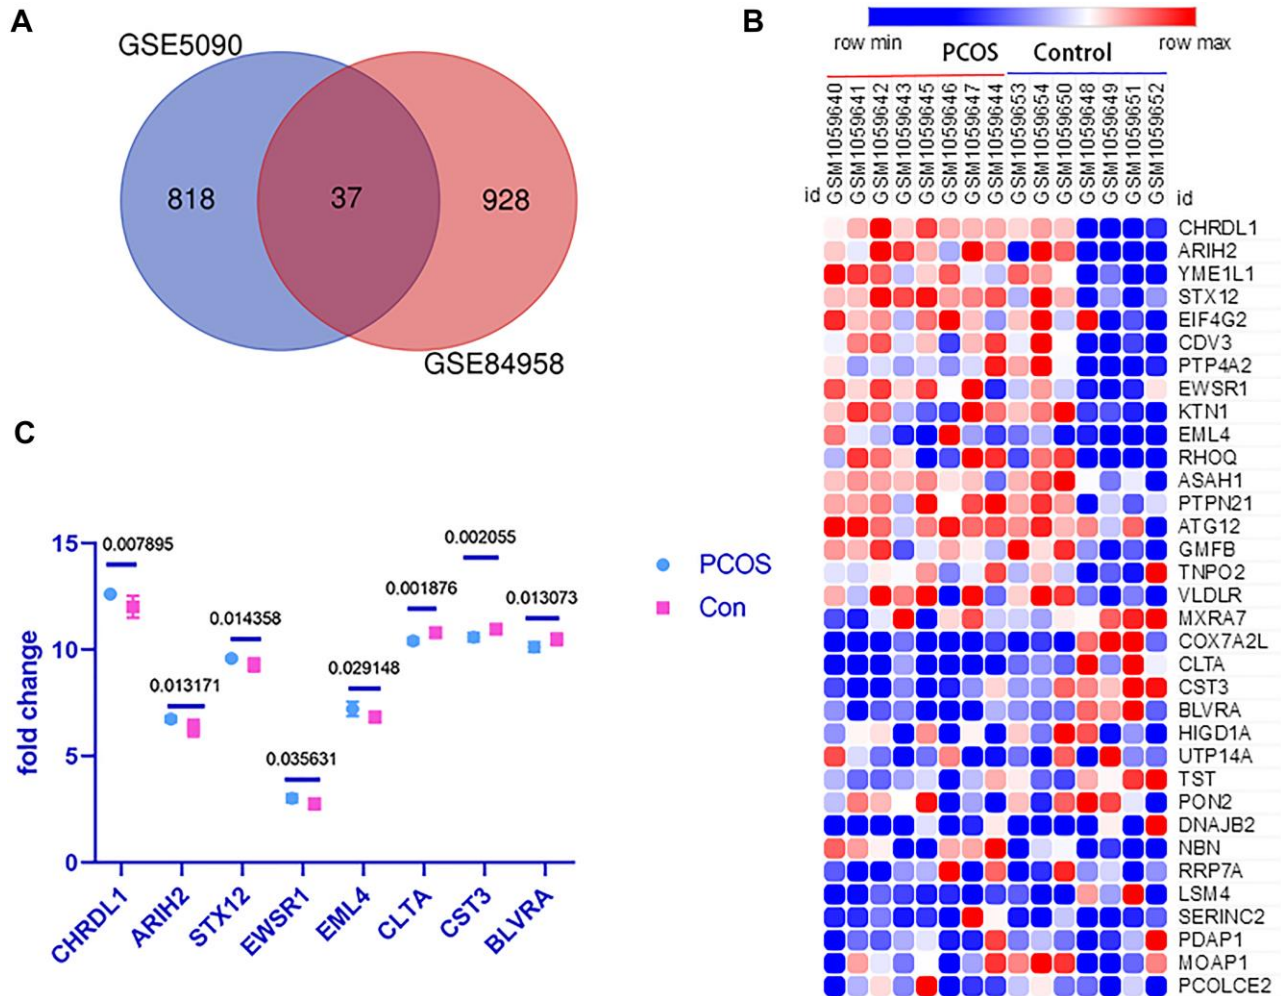 A
GSE5090
818
37
928
GSE84958
B
row min
row max
PCOS
Control
id
GSM1059640
GSM1059641
GSM1059642
GSM1059643
GSM1059645
GSM1059646
GSM1059647
GSM1059644
GSM1059653
GSM1059654
GSM1059650
GSM1059648
GSM1059649
GSM1059651
GSM1059652
id
CHRDL1
ARIH2
YME1L1
STX12
EIF4G2
CDV3
PTP4A2
EWSR1
KTN1
EML4
RHOQ
ASAH1
PTPN21
ATG12
GMFB
TNPO2
VLDLR
MXRA7
COX7A2L
CLTA
CST3
BLVRA
HIGD1A
UTP14A
TST
PON2
DNAJB2
NBN
RRP7A
LSM4
SERINC2
PDAP1
MOAP1
PCOLCE2
C
fold change
15
10
5
0
0.007895
0.013171
0.014358
0.035631
0.029148
0.001876
0.002055
0.013073
CHRDL1
ARIH2
STX12
EWSR1
EML4
CLTA
CST3
BLVRA
PCOS
Con